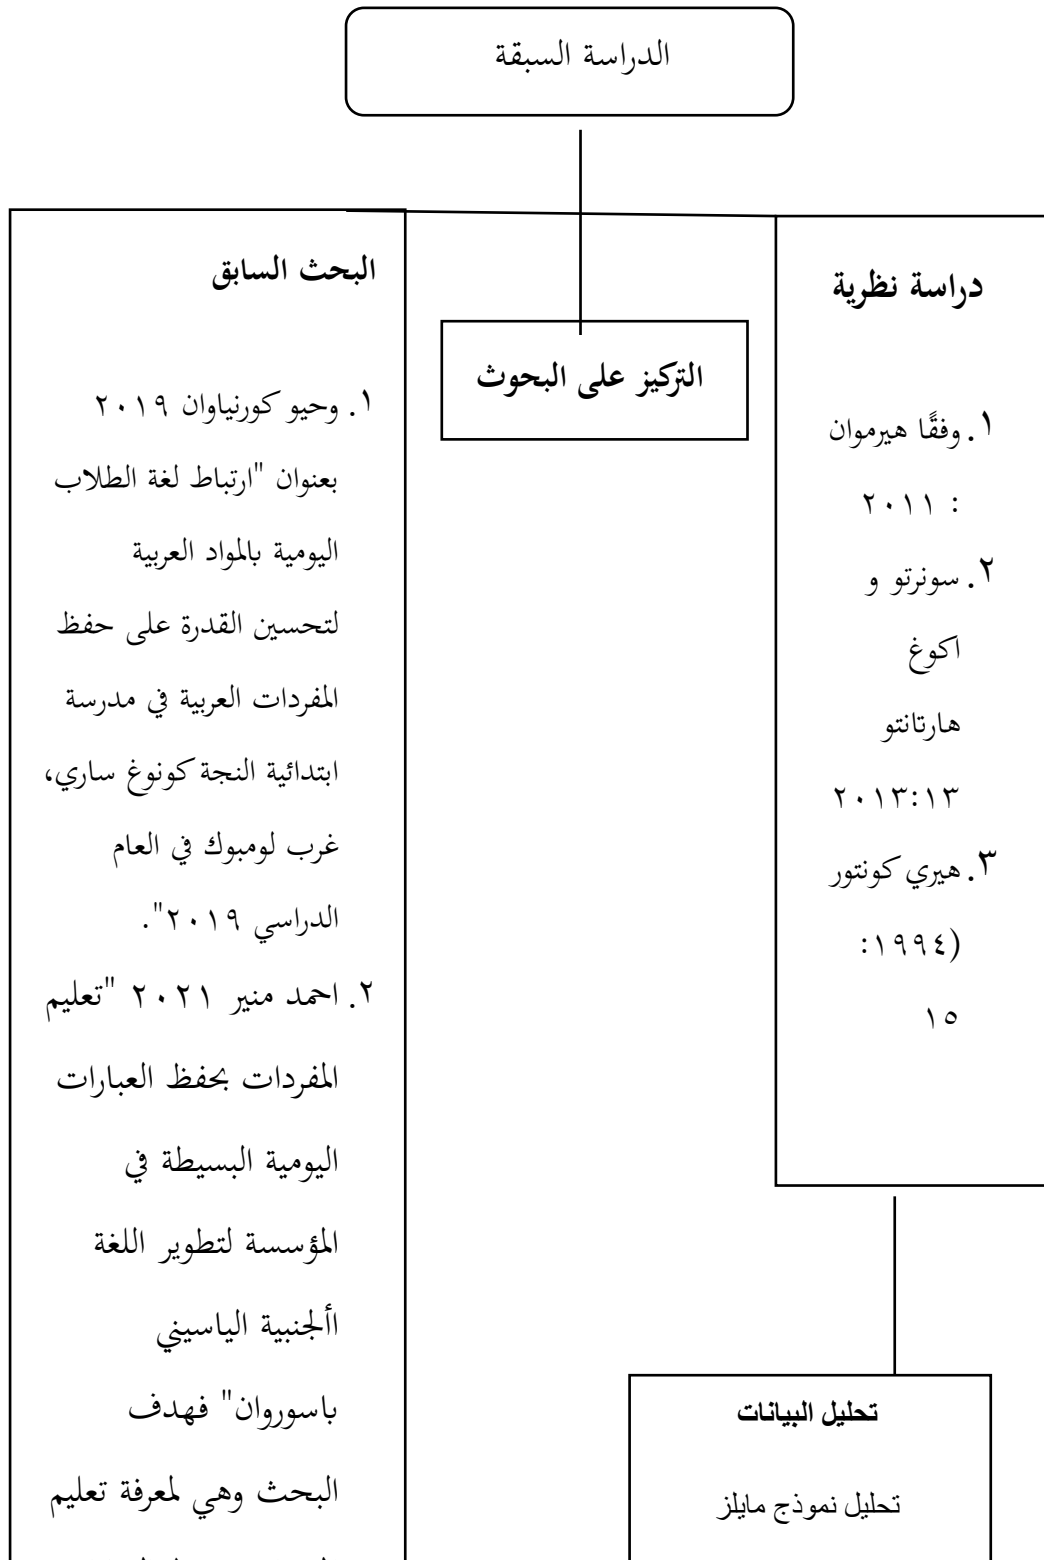 الدراسة السبقة
دراسة نظرية
١. وفقًا هيرموان
٢٠١١ :
٢. سونرتو و
اكوغ
هارتانتو
٢٠١٣:١٣
٣. هيري كونتور
(١٩٩٤:
١٥
التركيز على البحوث
البحث السابق
١. وحيو كورنياوان ٢٠١٩
بعنوان "ارتباط لغة الطلاب
اليومية بالمواد العربية
لتحسين القدرة على حفظ
المفردات العربية في مدرسة
ابتدائية النجة كونوغ ساري،
غرب لومبوك في العام
الدراسي ٢٠١٩".
٢. احمد منير ٢٠٢١ "تعليم
المفردات بحفظ العبارات
اليومية البسيطة في
المؤسسة لتطوير اللغة
األجنبية الياسيني
باسوروان" فهدف
البحث وهي لمعرفة تعليم
تحليل البيانات
تحليل نموذج مايلز